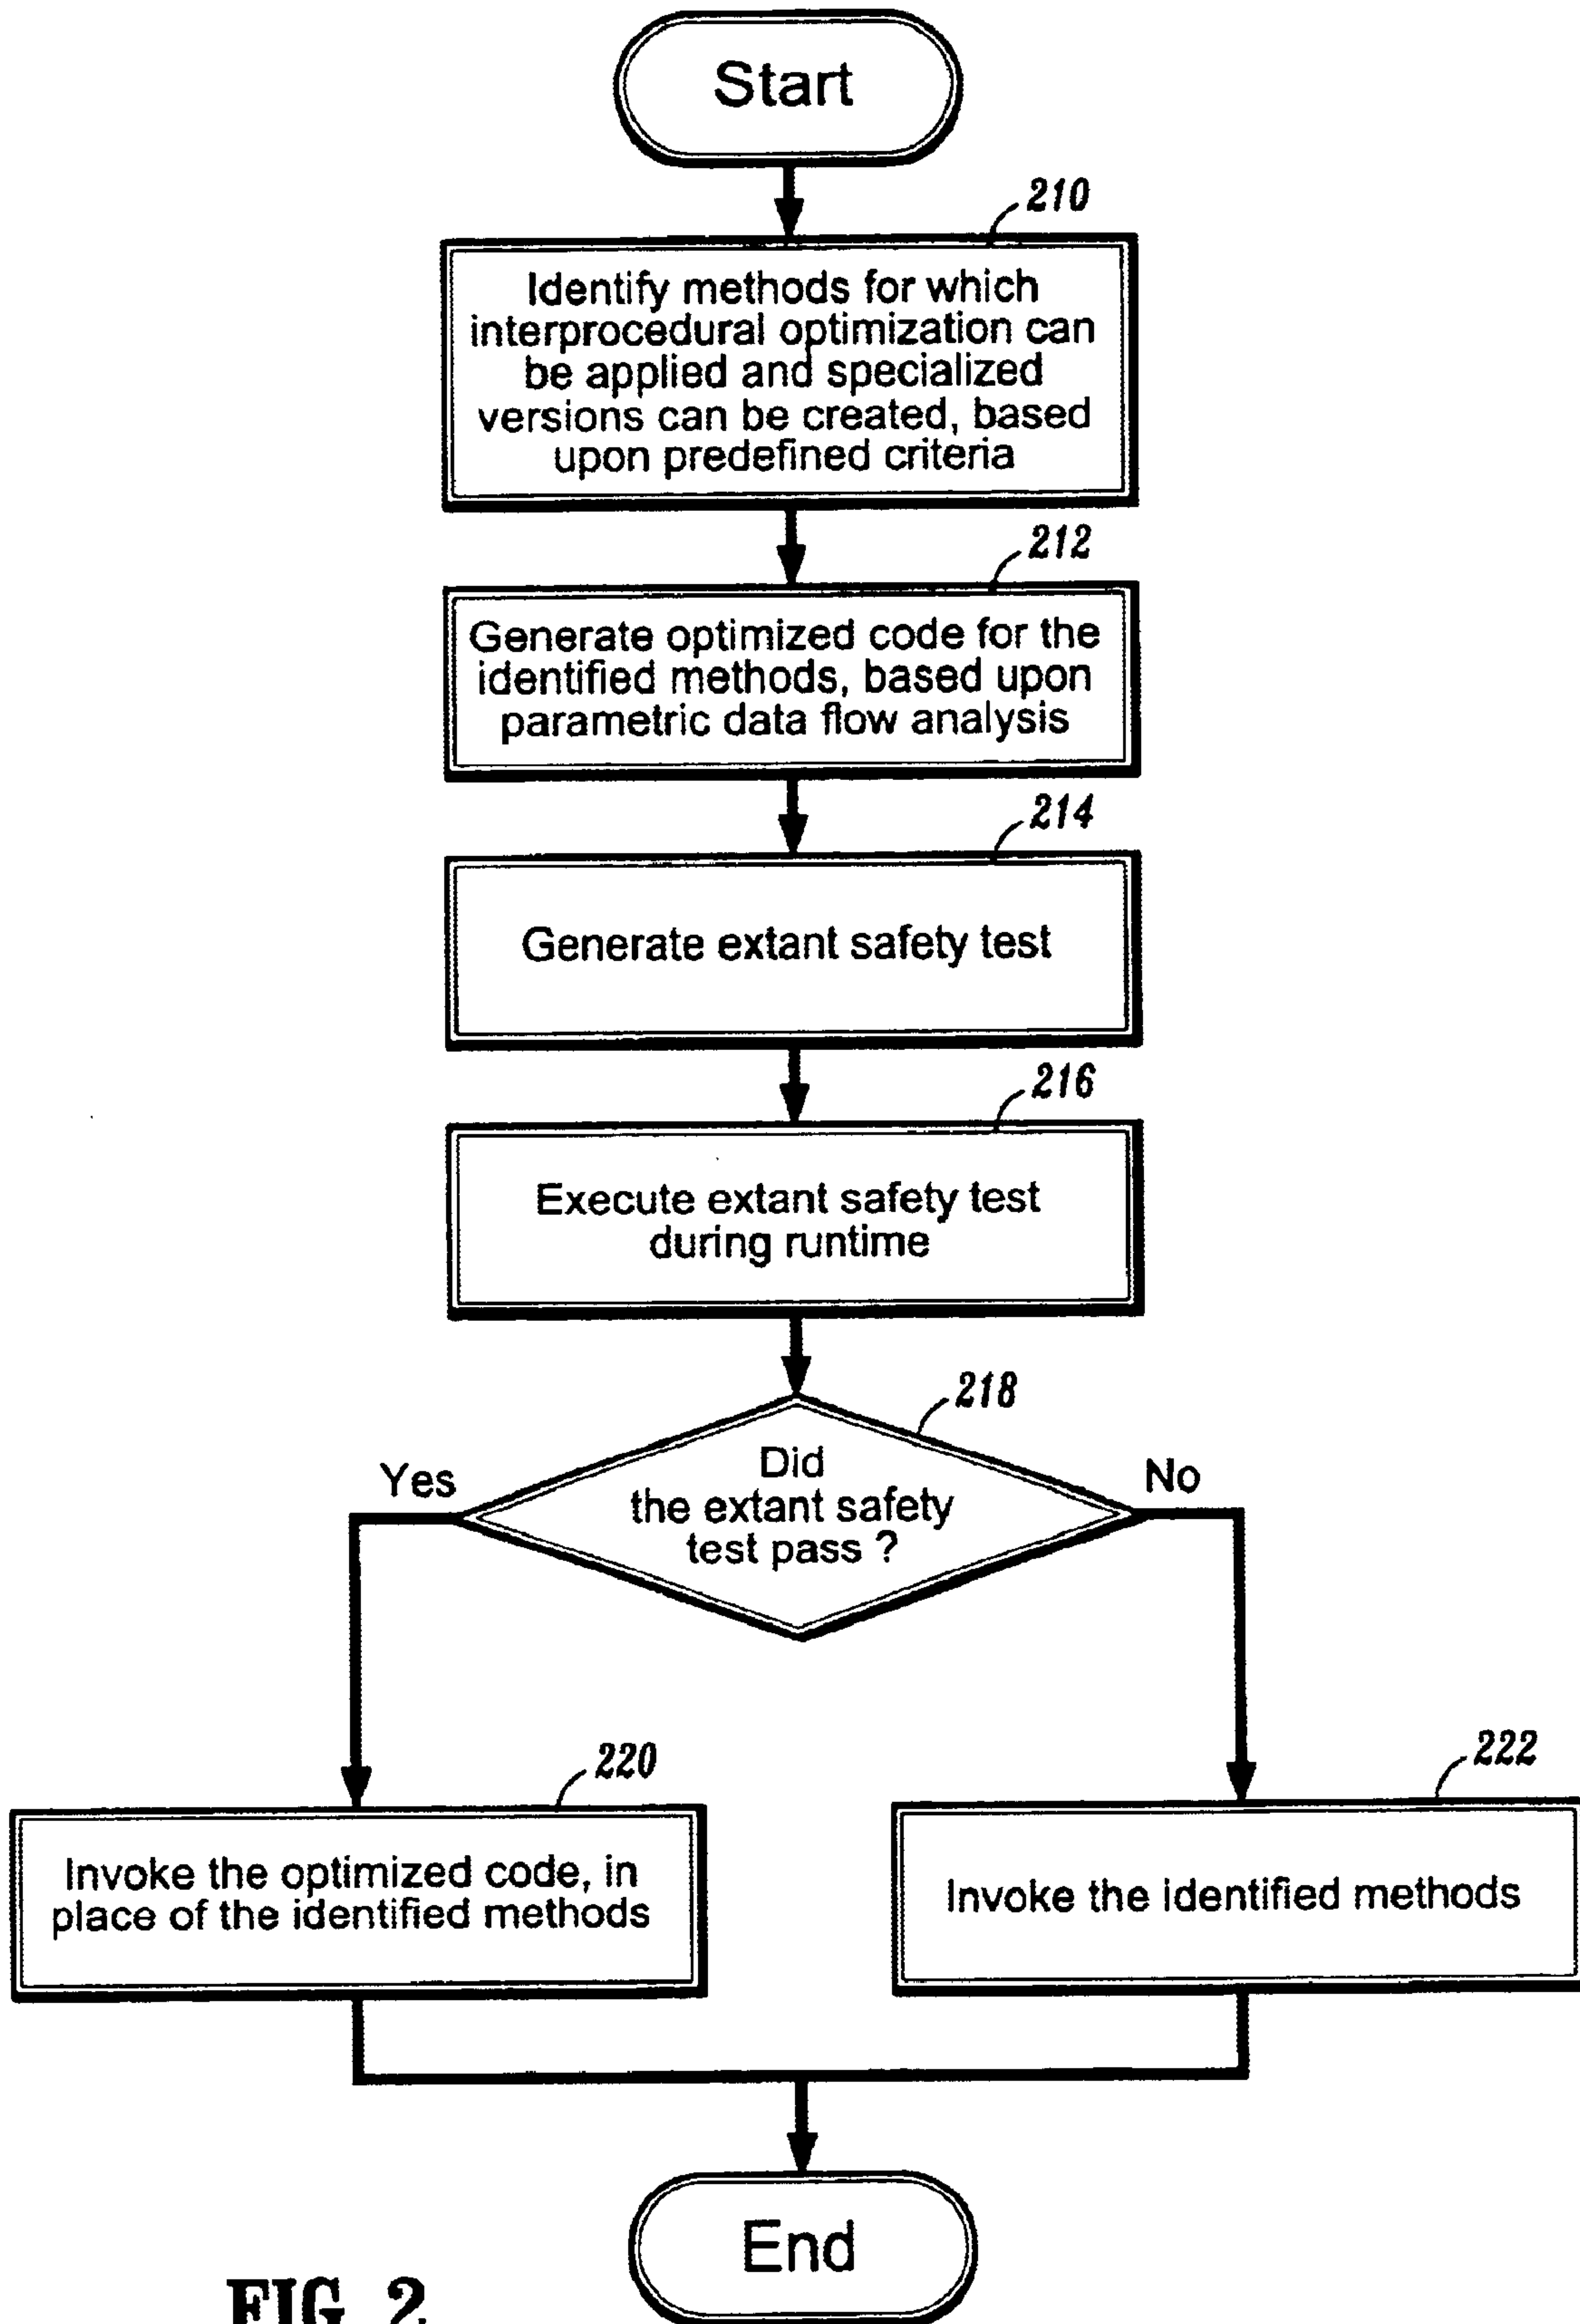 Start
210
Identify methods for which
interprocedural optimization can
be applied and specialized
versions can be created, based
upon predefined criteria
212
Generate optimized code for the
identified methods, based upon
parametric data flow analysis
214
Generate extant safety test
216
Execute extant safety test
during runtime
218
Did
the extant safety
test pass ?
Yes
No
220
Invoke the optimized code, in
place of the identified methods
222
Invoke the identified methods
End
FIG. 2